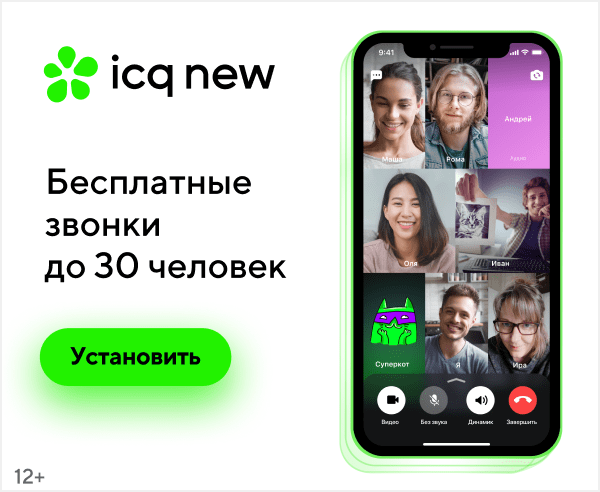 icq new
Бесплатные
звонки
до 30 человек
Установить
12+
9:41
Андрей
Маша
Рома
Оля
Иван
Суперкот
Я
Ира
Видео
Без звука
Динамик
Завершить